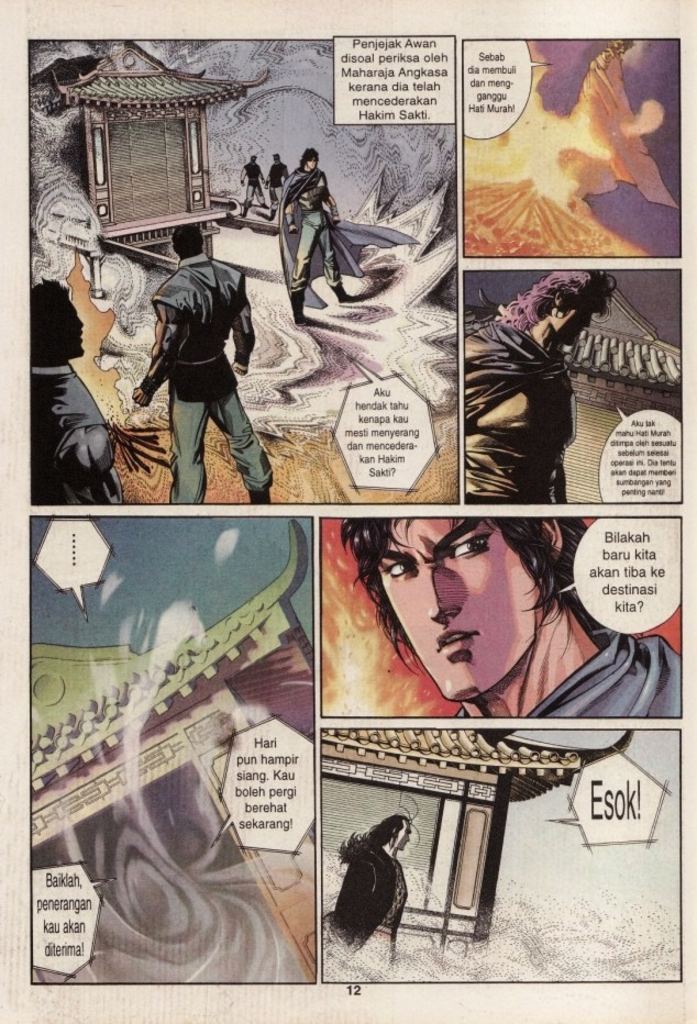 Penjejak Awan
disoal periksa oleh
Maharaja Angkasa
kerana dia telah
mencederakan
Hakim Sakti.
Aku
hendak tahu
kenapa kau
mesti menyerang
dan mencedera-
kan Hakim
Sakti?
Sebab
dia membuli
dan meng-
ganggu
Hati Murah!
Aku tak
mahu Hati Murah
ditimpa oleh sesuatu
sebelum selesai
operasi ini. Dia tentu
akan dapat memberi
sumbangan yang
penting nanti!
......
Hari
pun hampir
siang. Kau
boleh pergi
berehat
sekarang!
Baiklah,
penerangan
kau akan
diterima!
Bilakah
baru kita
akan tiba ke
destinasi
kita?
Esok!
12